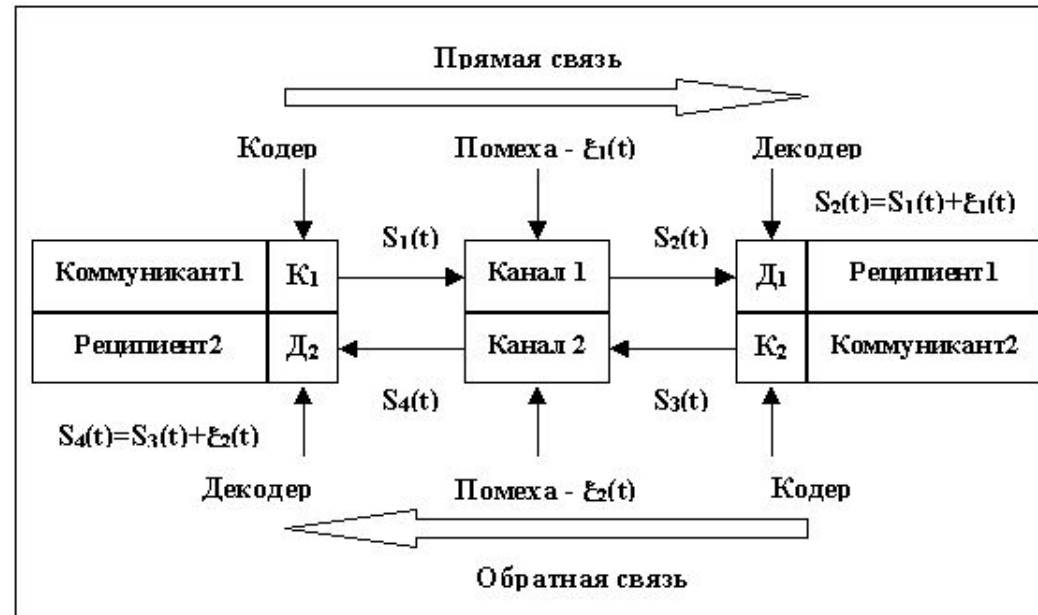 Прямая связь
Кодер Помеха - ξ₁(t) Декодер
S₂(t)=S₁(t)+ξ₁(t)
S₁(t) S₂(t)
Коммуникант1 К₁ Канал 1 Д₁ Реципиент1
Реципиент2 Д₂ Канал 2 К₂ Коммуникант2
S₄(t) S₃(t)
S₄(t)=S₃(t)+ξ₂(t)
Декодер Помеха - ξ₂(t) Кодер
Обратная связь